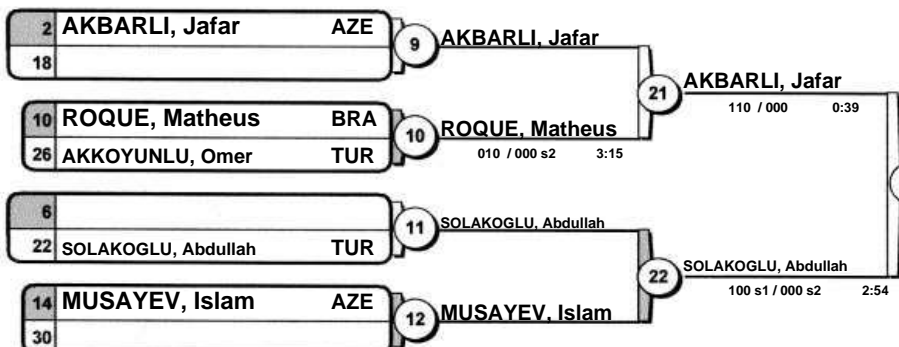 2 AKBARLI, Jafar AZE
18
9
AKBARLI, Jafar
10 ROQUE, Matheus BRA
26 AKKOYUNLU, Omer TUR
10
ROQUE, Matheus
010 / 000 s2 3:15
21
AKBARLI, Jafar
110 / 000 0:39
6
22 SOLAKOGLU, Abdullah TUR
11
SOLAKOGLU, Abdullah
14 MUSAYEV, Islam AZE
30
12
MUSAYEV, Islam
22
SOLAKOGLU, Abdullah
100 s1 / 000 s2 2:54